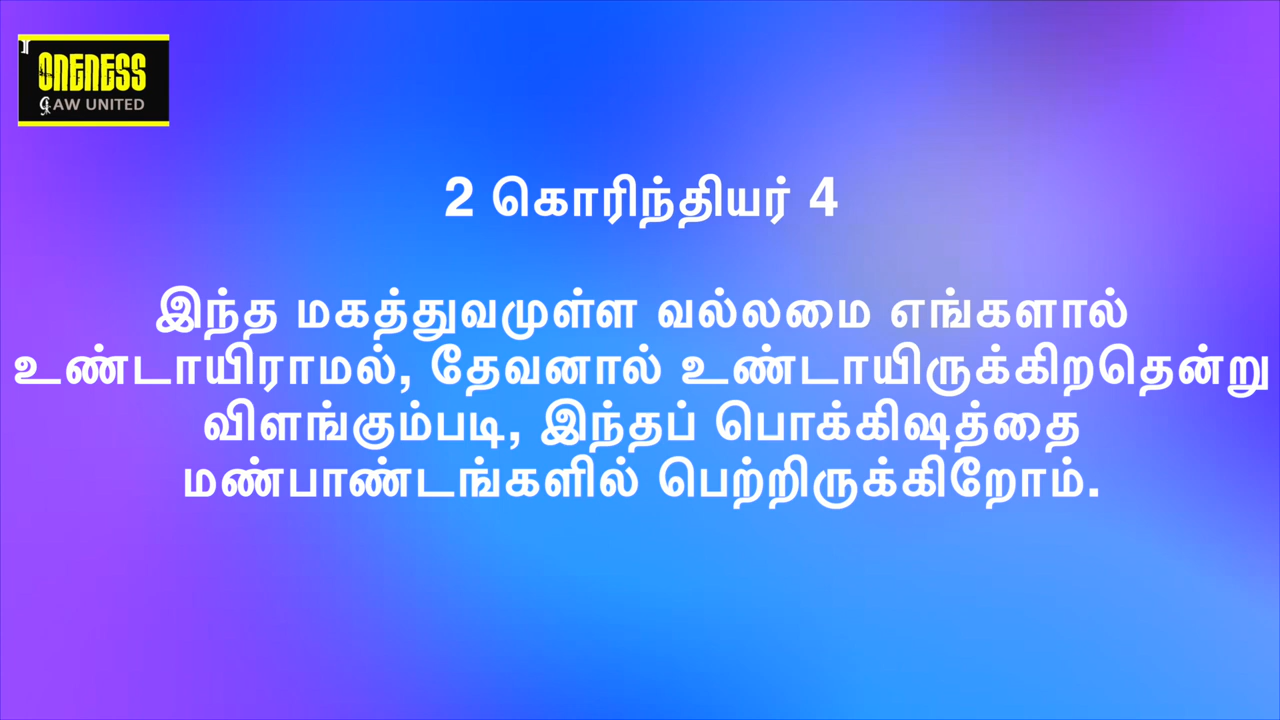 ONENESS
LAW UNITED
2 கொரிந்தியர் 4
இந்த மகத்துவமுள்ள வல்லமை எங்களால்
உண்டாயிராமல், தேவனால் உண்டாயிருக்கிறதென்று
விளங்கும்படி, இந்தப் பொக்கிஷத்தை
மண்பாண்டங்களில் பெற்றிருக்கிறோம்.